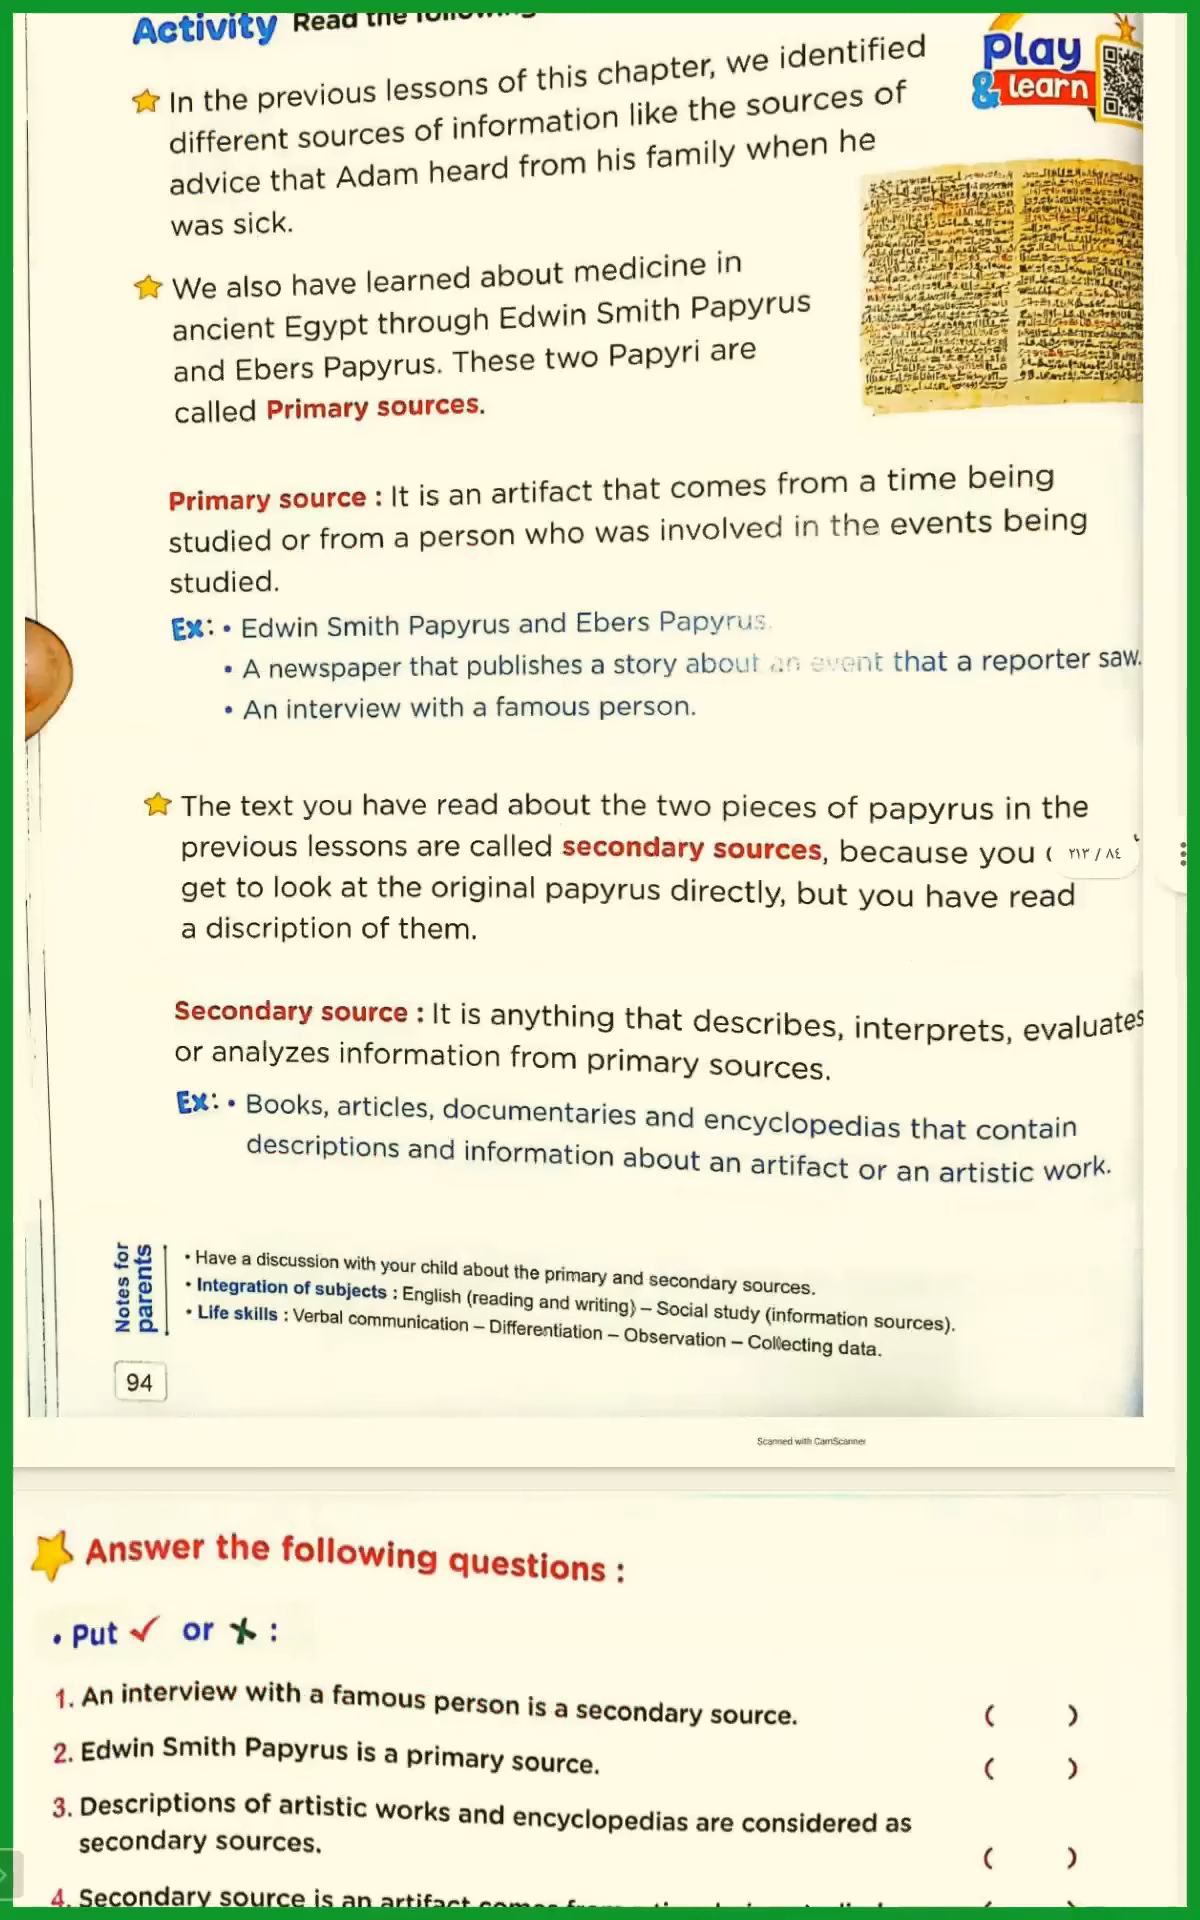 Activity Read the following
Play
& learn
In the previous lessons of this chapter, we identified
different sources of information like the sources of
advice that Adam heard from his family when he
was sick.
We also have learned about medicine in
ancient Egypt through Edwin Smith Papyrus
and Ebers Papyrus. These two Papyri are
called Primary sources.
Primary source : It is an artifact that comes from a time being
studied or from a person who was involved in the events being
studied.
Ex: • Edwin Smith Papyrus and Ebers Papyrus.
• A newspaper that publishes a story about an event that a reporter saw.
• An interview with a famous person.
The text you have read about the two pieces of papyrus in the
previous lessons are called secondary sources, because you
٢١٣ / ٨٤
get to look at the original papyrus directly, but you have read
a discription of them.
Secondary source : It is anything that describes, interprets, evaluates
or analyzes information from primary sources.
Ex: • Books, articles, documentaries and encyclopedias that contain
descriptions and information about an artifact or an artistic work.
Notes for
parents
• Have a discussion with your child about the primary and secondary sources.
• Integration of subjects : English (reading and writing) – Social study (information sources).
• Life skills : Verbal communication – Differentiation – Observation – Collecting data.
94
Scanned with CamScanner
Answer the following questions :
• Put ✓ or ✗ :
1. An interview with a famous person is a secondary source. ( )
2. Edwin Smith Papyrus is a primary source. ( )
3. Descriptions of artistic works and encyclopedias are considered as
secondary sources. ( )
4. Secondary source is an artifact comes from